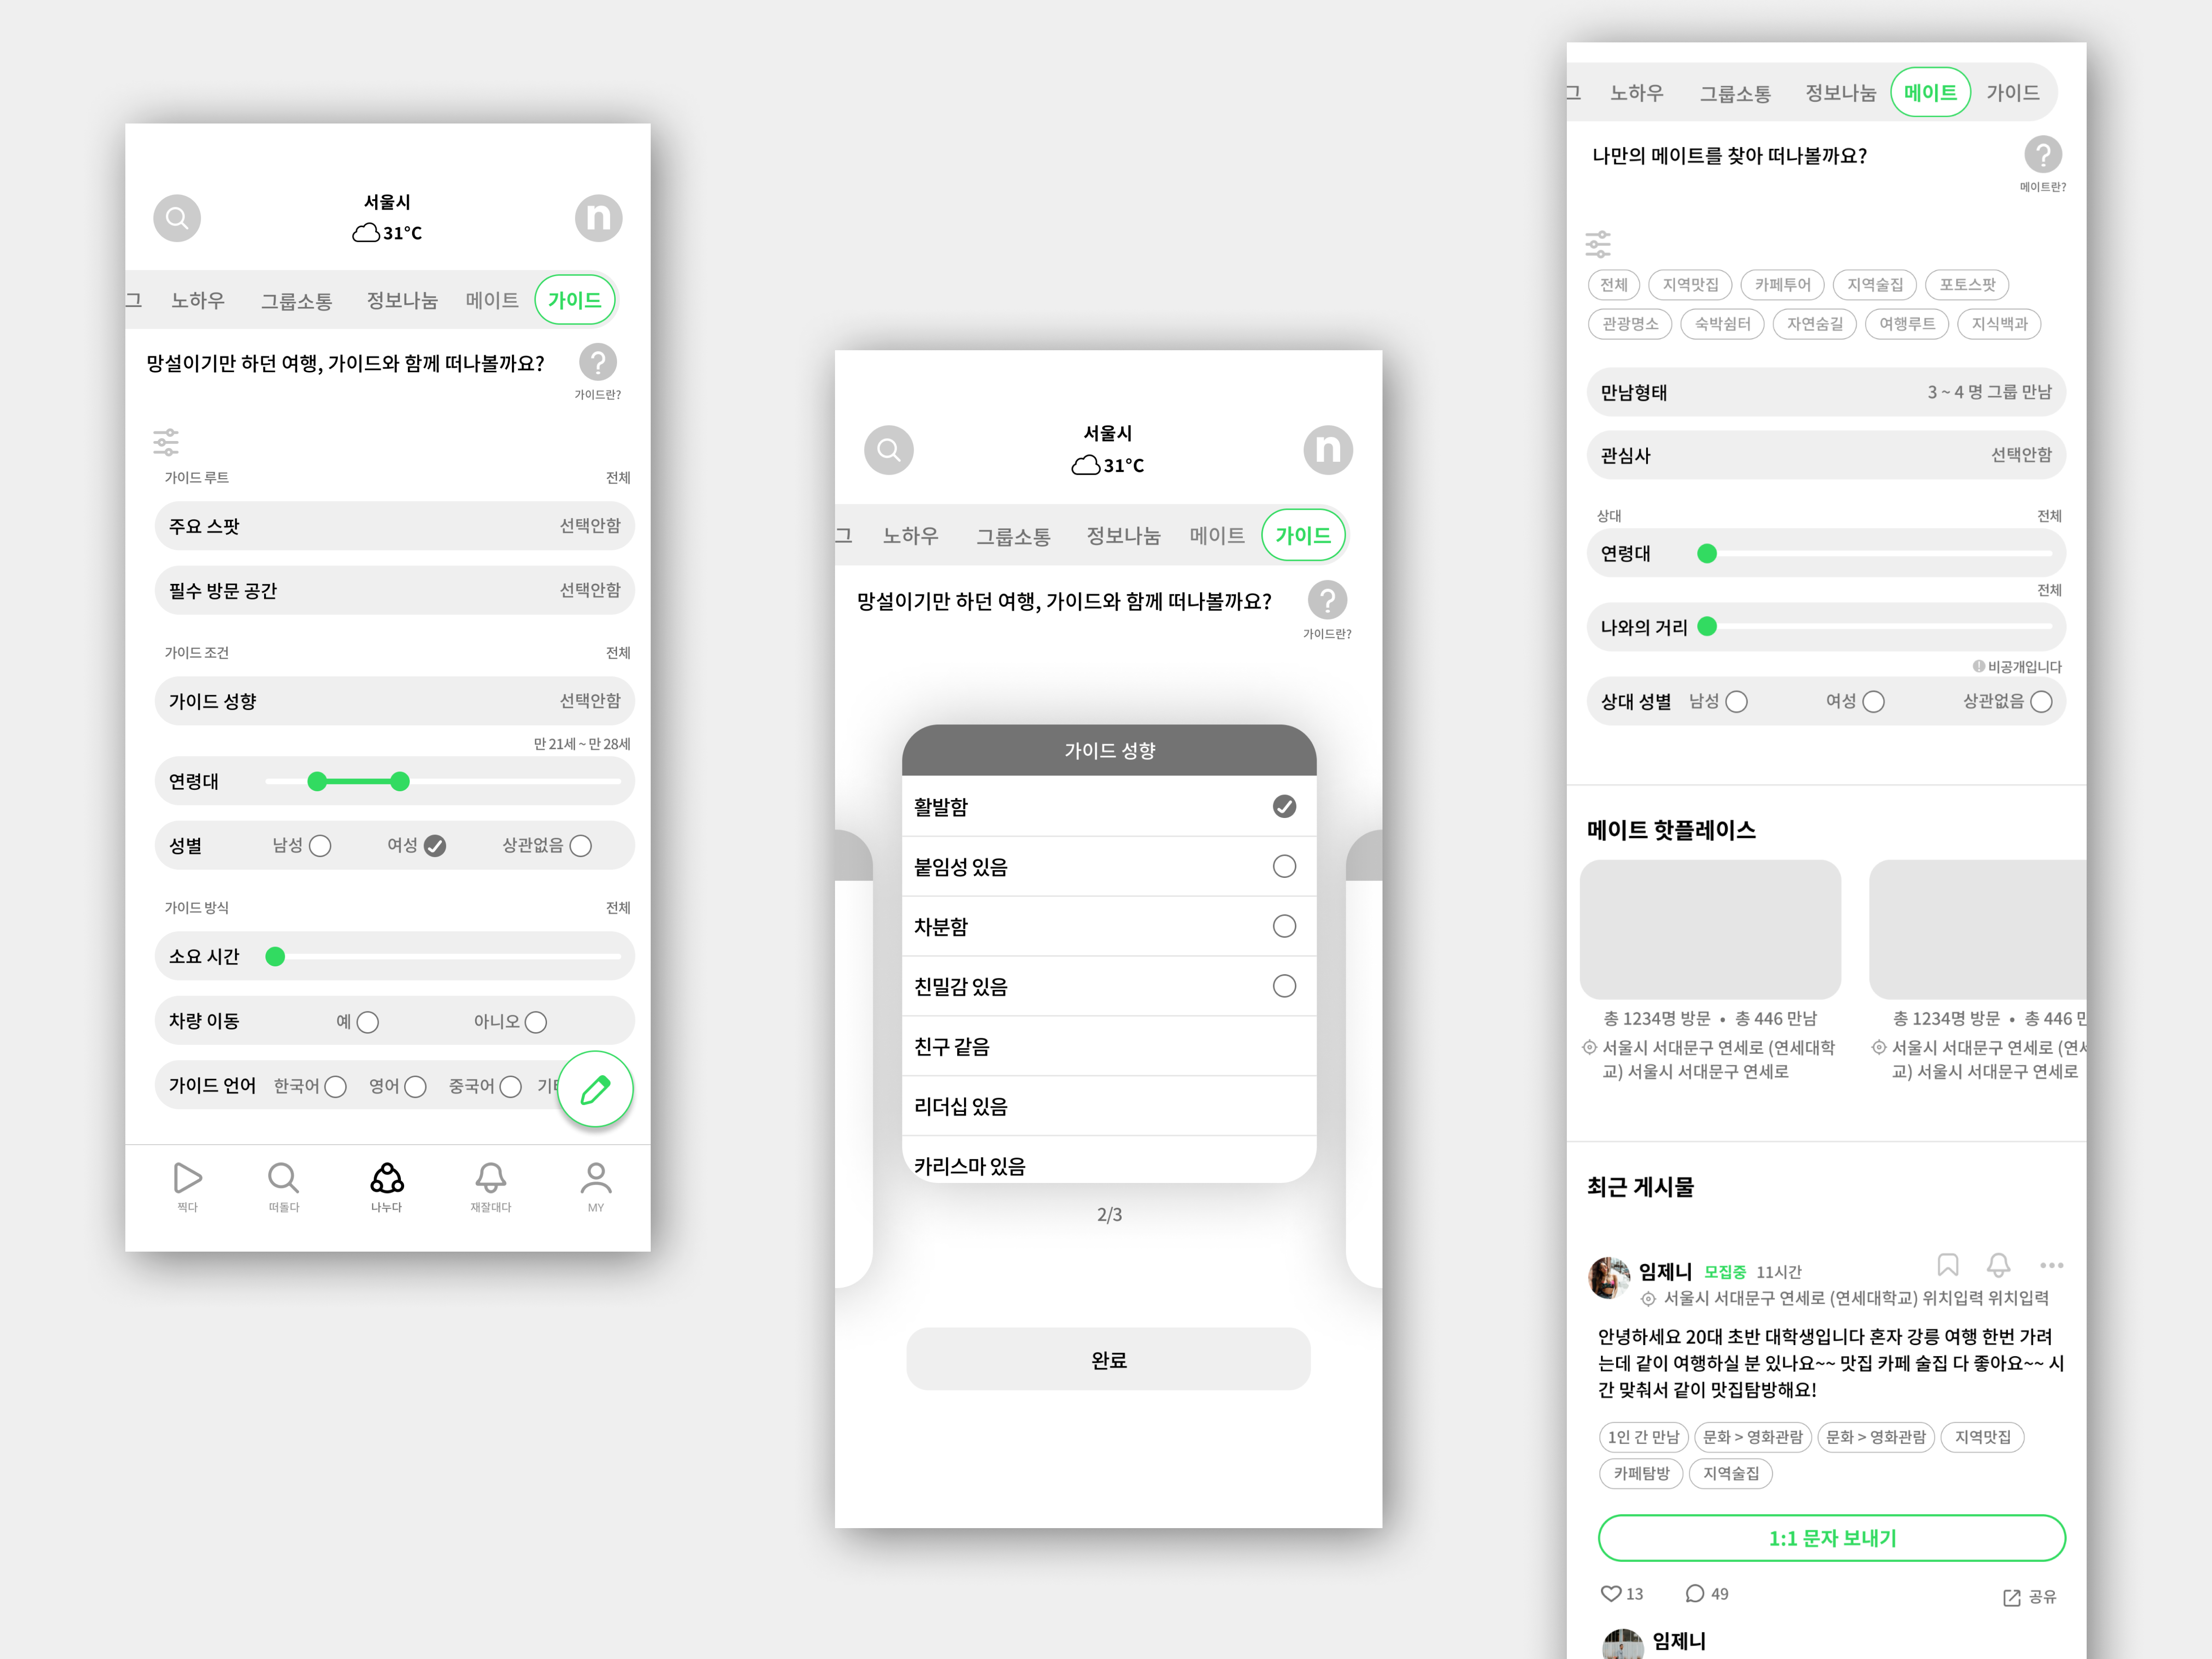 서울시
31°C
n
그 노하우 그룹소통 정보나눔 메이트 가이드
망설이기만 하던 여행, 가이드와 함께 떠나볼까요?
?
가이드란?
가이드 루트 전체
주요 스팟 선택안함
필수 방문 공간 선택안함
가이드 조건 전체
가이드 성향 선택안함
만 21세 ~ 만 28세
연령대
성별 남성 여성 상관없음
가이드 방식 전체
소요 시간
차량 이동 예 아니오
가이드 언어 한국어 영어 중국어
찍다 떠돌다 나누다 재잘대다 MY
서울시
31°C
n
그 노하우 그룹소통 정보나눔 메이트 가이드
망설이기만 하던 여행, 가이드와 함께 떠나볼까요?
?
가이드란?
가이드 성향
활발함
붙임성 있음
차분함
친밀감 있음
친구 같음
리더십 있음
카리스마 있음
2/3
완료
그 노하우 그룹소통 정보나눔 메이트 가이드
나만의 메이트를 찾아 떠나볼까요?
?
메이트란?
전체 지역맛집 카페투어 지역술집 포토스팟
관광명소 숙박쉼터 자연숨길 여행루트 지식백과
만남형태 3 ~ 4 명 그룹 만남
관심사 선택안함
상대 전체
연령대
전체
나와의 거리
비공개입니다
상대 성별 남성 여성 상관없음
메이트 핫플레이스
총 1234명 방문 • 총 446 만남
서울시 서대문구 연세로 (연세대학
교) 서울시 서대문구 연세로
총 1234명 방문 • 총 446 만
서울시 서대문구 연세로 (연세
교) 서울시 서대문구 연세로
최근 게시물
임제니 모집중 11시간
서울시 서대문구 연세로 (연세대학교) 위치입력 위치입력
안녕하세요 20대 초반 대학생입니다 혼자 강릉 여행 한번 가려
는데 같이 여행하실 분 있나요~~ 맛집 카페 술집 다 좋아요~~ 시
간 맞춰서 같이 맛집탐방해요!
1인 간 만남 문화 > 영화관람 문화 > 영화관람 지역맛집
카페탐방 지역술집
1:1 문자 보내기
13 49 공유
임제니